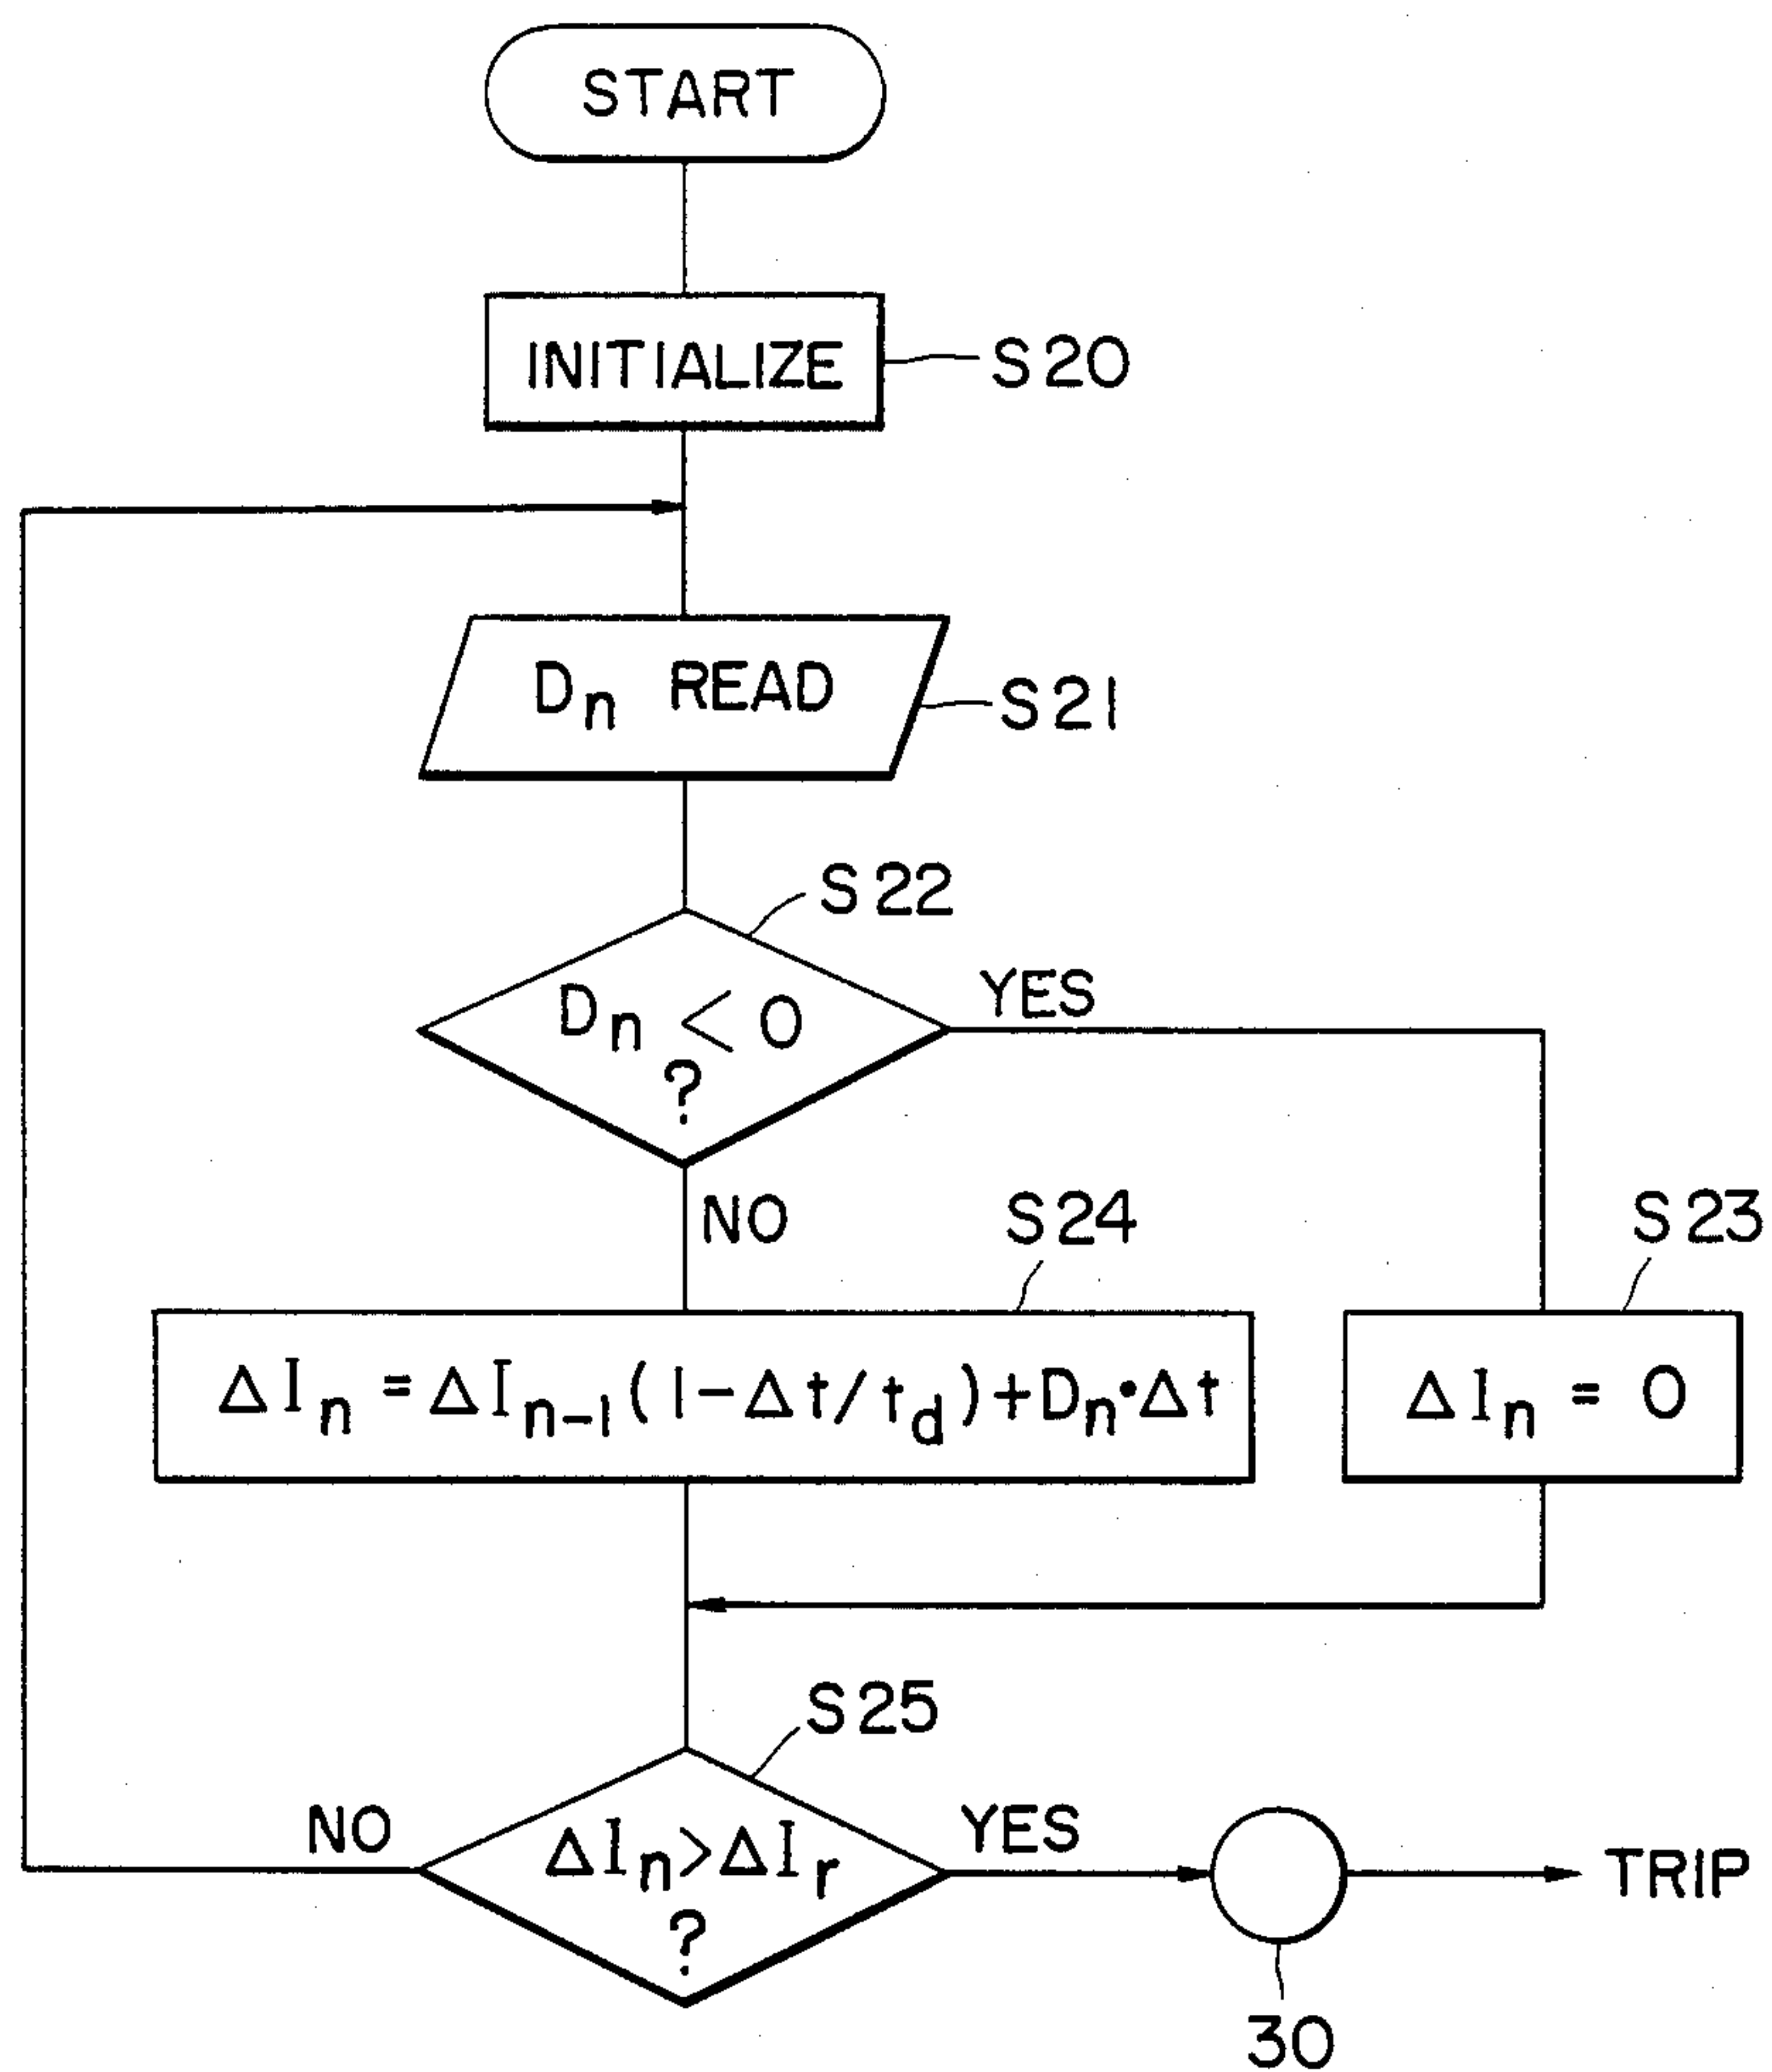 START
INITIALIZE
S20
Dn READ
S21
S22
Dn < 0
?
YES
NO
S24
S23
ΔIn = ΔIn-1(1-Δt/td)+Dn•Δt
ΔIn = 0
S25
NO
ΔIn>ΔIr
?
YES
TRIP
30